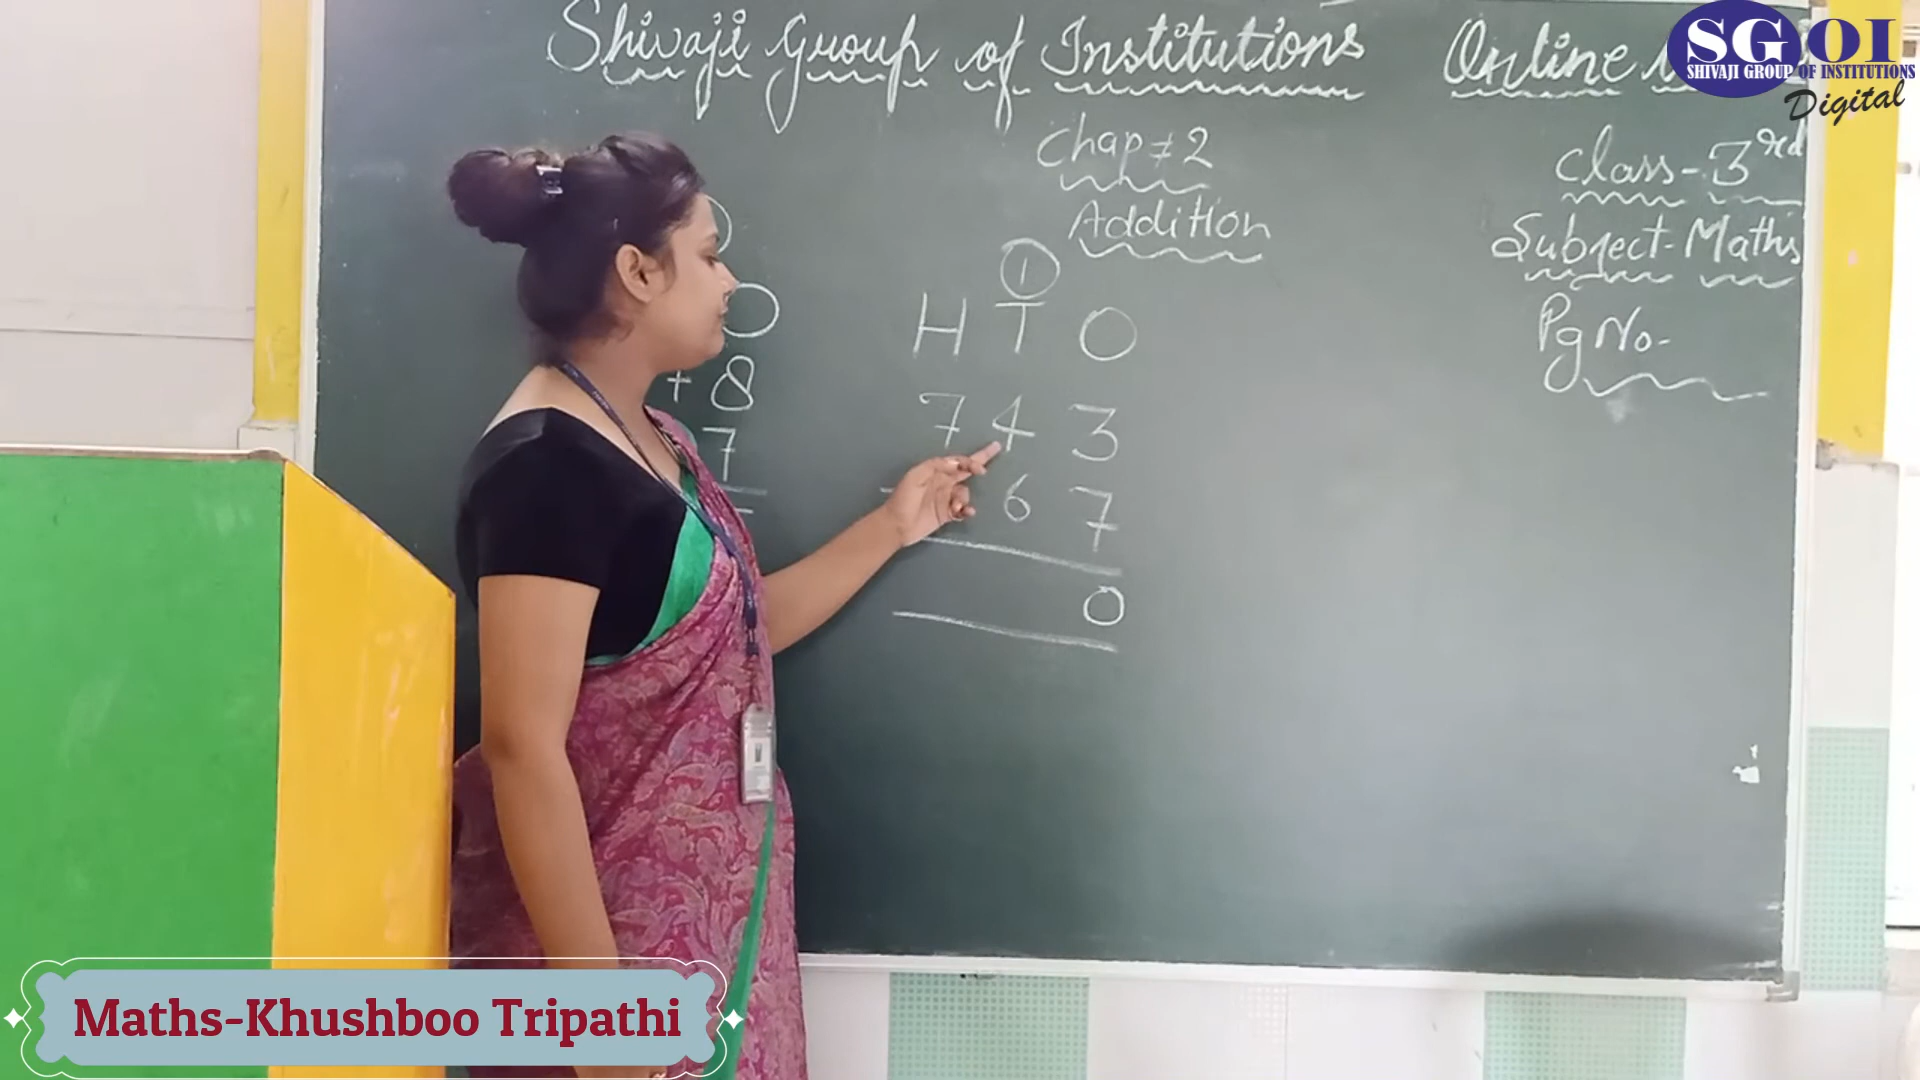 Shivaji Group of Institutions Online
SGOI
SHIVAJI GROUP OF INSTITUTIONS
Digital
Chap # 2
Addition
Class - 3rd
Subject - Maths
Pg No -
O
+ 8
7
1
H T O
7 4 3
6 7
0
Maths-Khushboo Tripathi